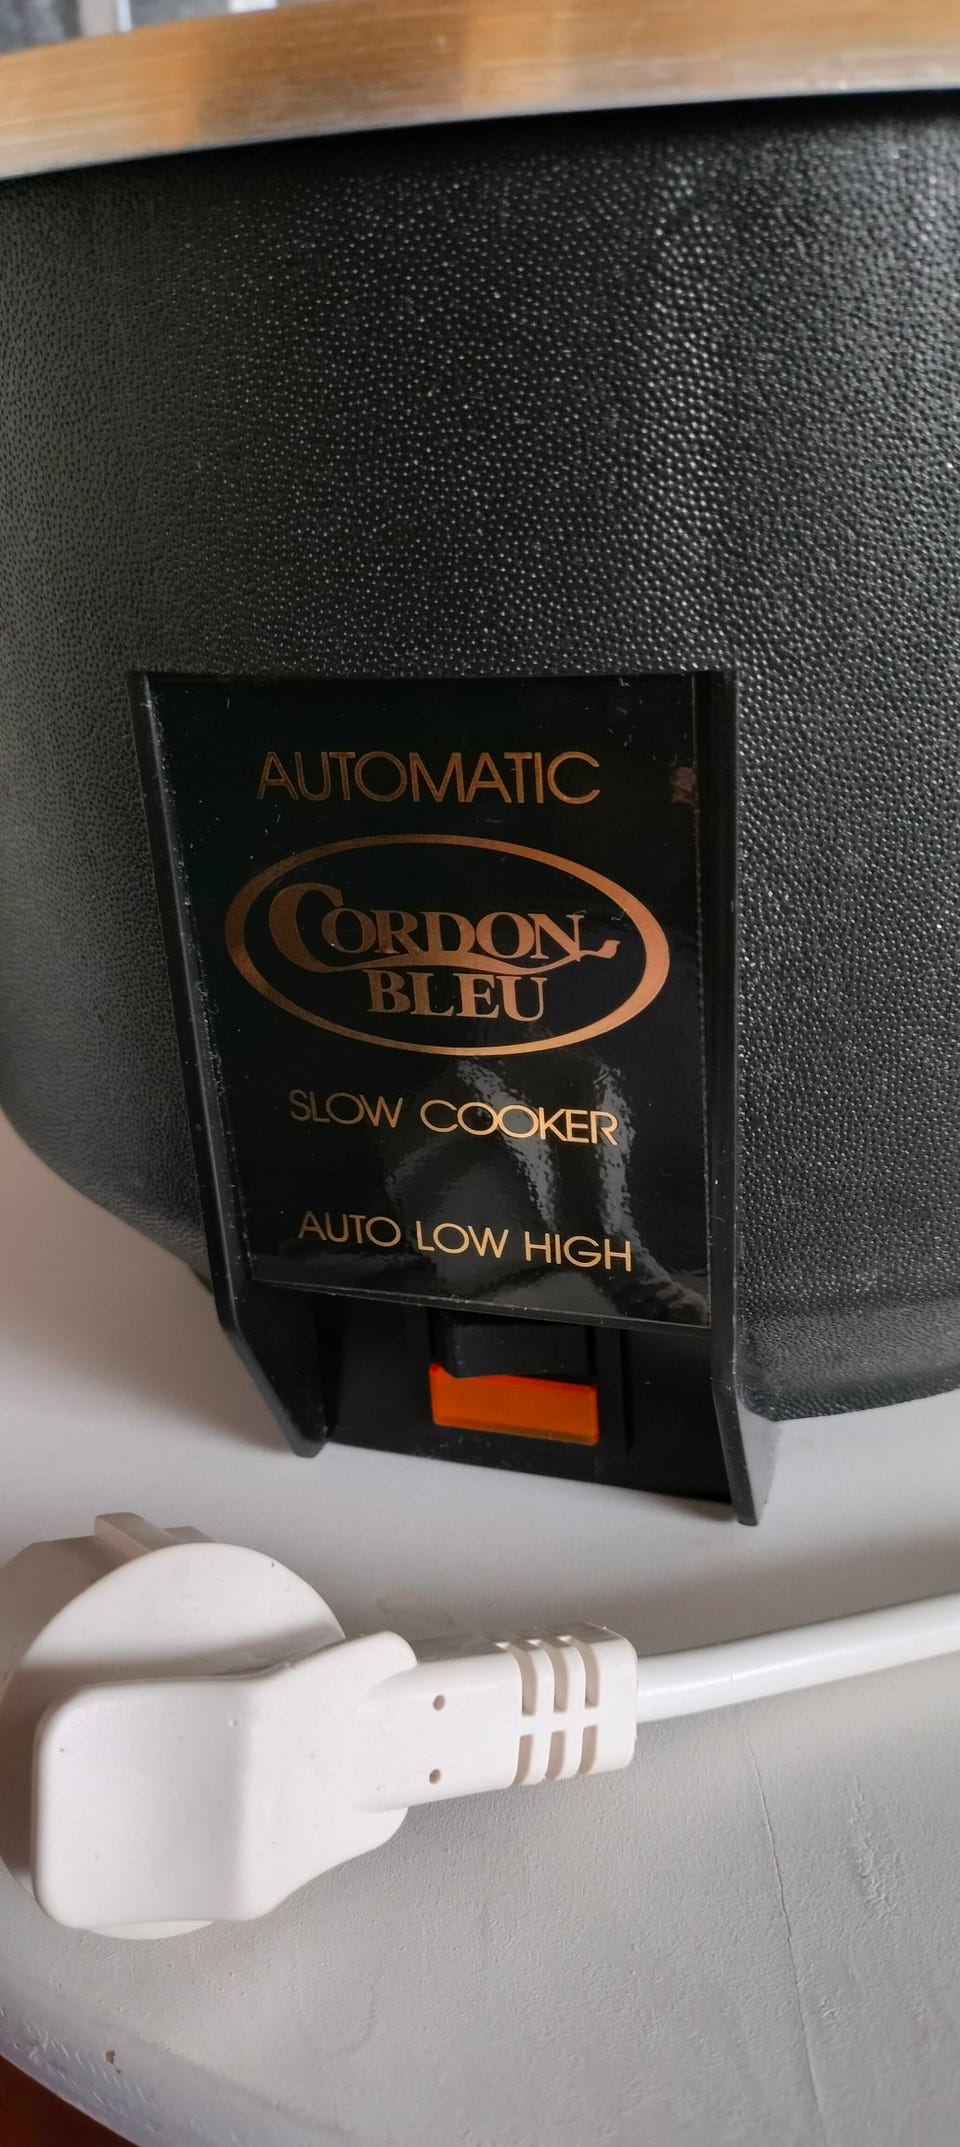 AUTOMATIC
CORDON
BLEU
SLOW COOKER
AUTO LOW HIGH